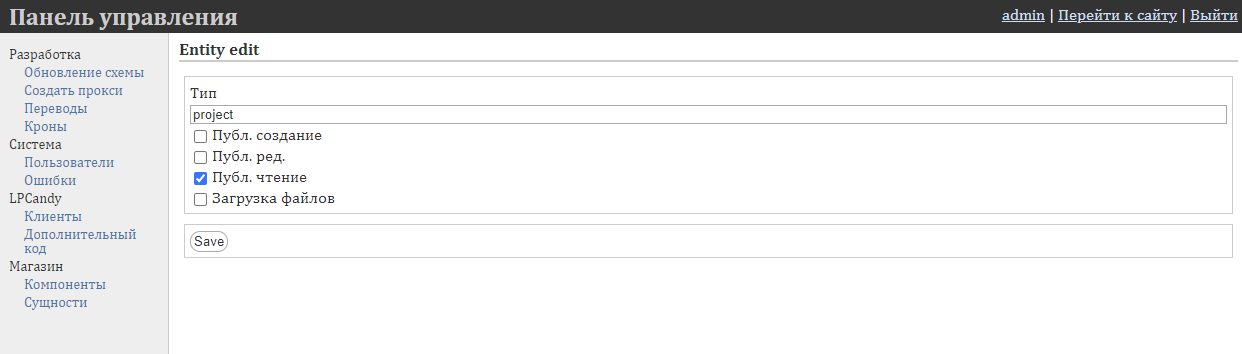 Панель управления
admin | Перейти к сайту | Выйти
Разработка
Обновление схемы
Создать прокси
Переводы
Кроны
Система
Пользователи
Ошибки
LPCandy
Клиенты
Дополнительный
код
Магазин
Компоненты
Сущности
Entity edit
Тип
project
Публ. создание
Публ. ред.
Публ. чтение
Загрузка файлов
Save